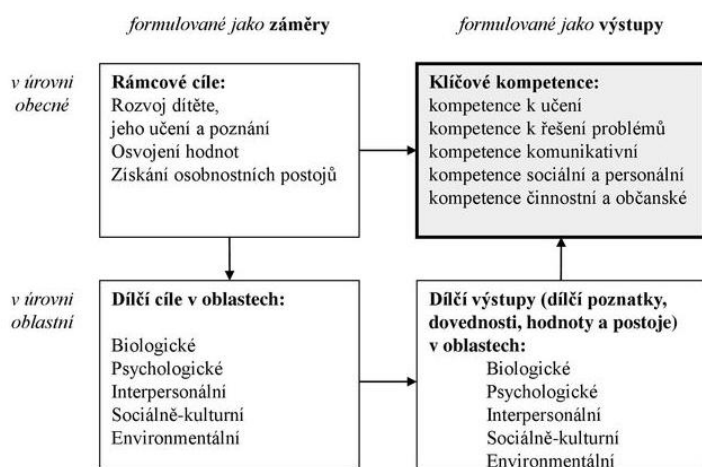 formulované jako záměry
formulované jako výstupy
v úrovni
obecné
Rámcové cíle:
Rozvoj dítěte,
jeho učení a poznání
Osvojení hodnot
Získání osobnostních postojů
Klíčové kompetence:
kompetence k učení
kompetence k řešení problémů
kompetence komunikativní
kompetence sociální a personální
kompetence činnostní a občanské
v úrovni
oblastní
Dílčí cíle v oblastech:
Biologické
Psychologické
Interpersonální
Sociálně-kulturní
Environmentální
Dílčí výstupy (dílčí poznatky,
dovednosti, hodnoty a postoje)
v oblastech:
Biologické
Psychologické
Interpersonální
Sociálně-kulturní
Environmentální